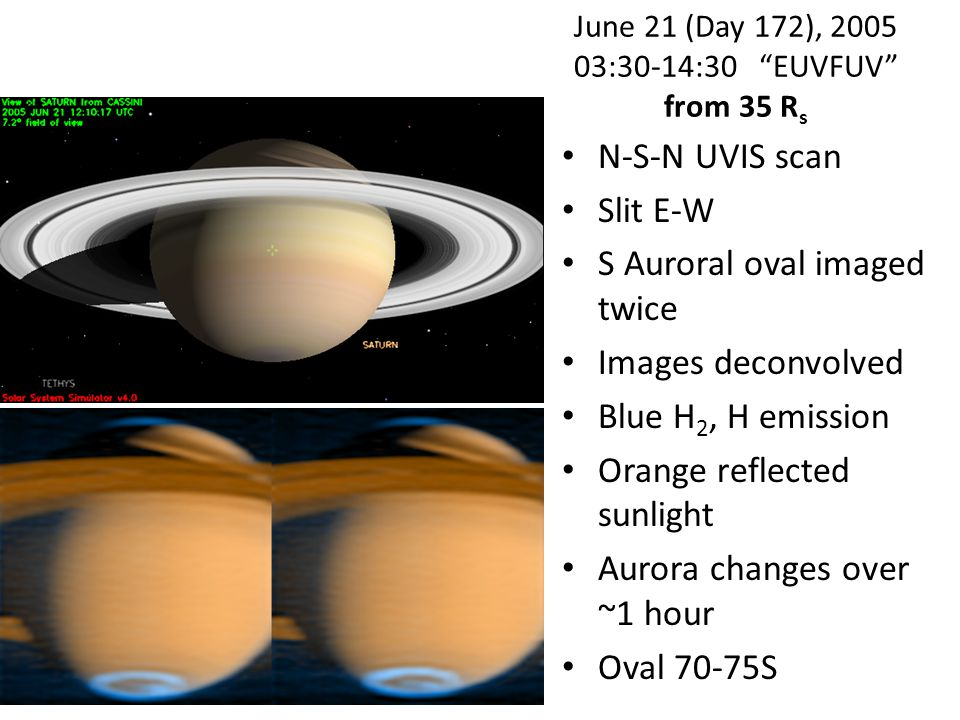 June 21 (Day 172), 2005
03:30-14:30 “EUVFUV”
from 35 Rs
View of SATURN from CASSINI
2005 JUN 21 12:10:17 UTC
7.2° field of view
SATURN
TETHYS
Solar System Simulator v4.0
• N-S-N UVIS scan
• Slit E-W
• S Auroral oval imaged
twice
• Images deconvolved
• Blue H2, H emission
• Orange reflected
sunlight
• Aurora changes over
~1 hour
• Oval 70-75S